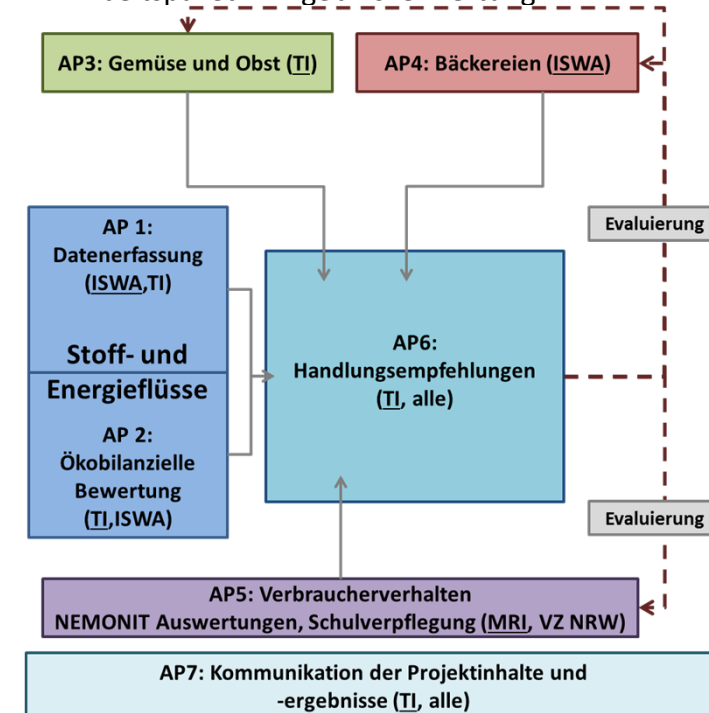 AP3: Gemüse und Obst (TI)
AP4: Bäckereien (ISWA)
Evaluierung
AP 1:
Datenerfassung
(ISWA,TI)
Stoff- und
Energieflüsse
AP 2:
Ökobilanzielle
Bewertung
(TI,ISWA)
AP6:
Handlungsempfehlungen
(TI, alle)
Evaluierung
AP5: Verbraucherverhalten
NEMONIT Auswertungen, Schulverpflegung (MRI, VZ NRW)
AP7: Kommunikation der Projektinhalte und
-ergebnisse (TI, alle)